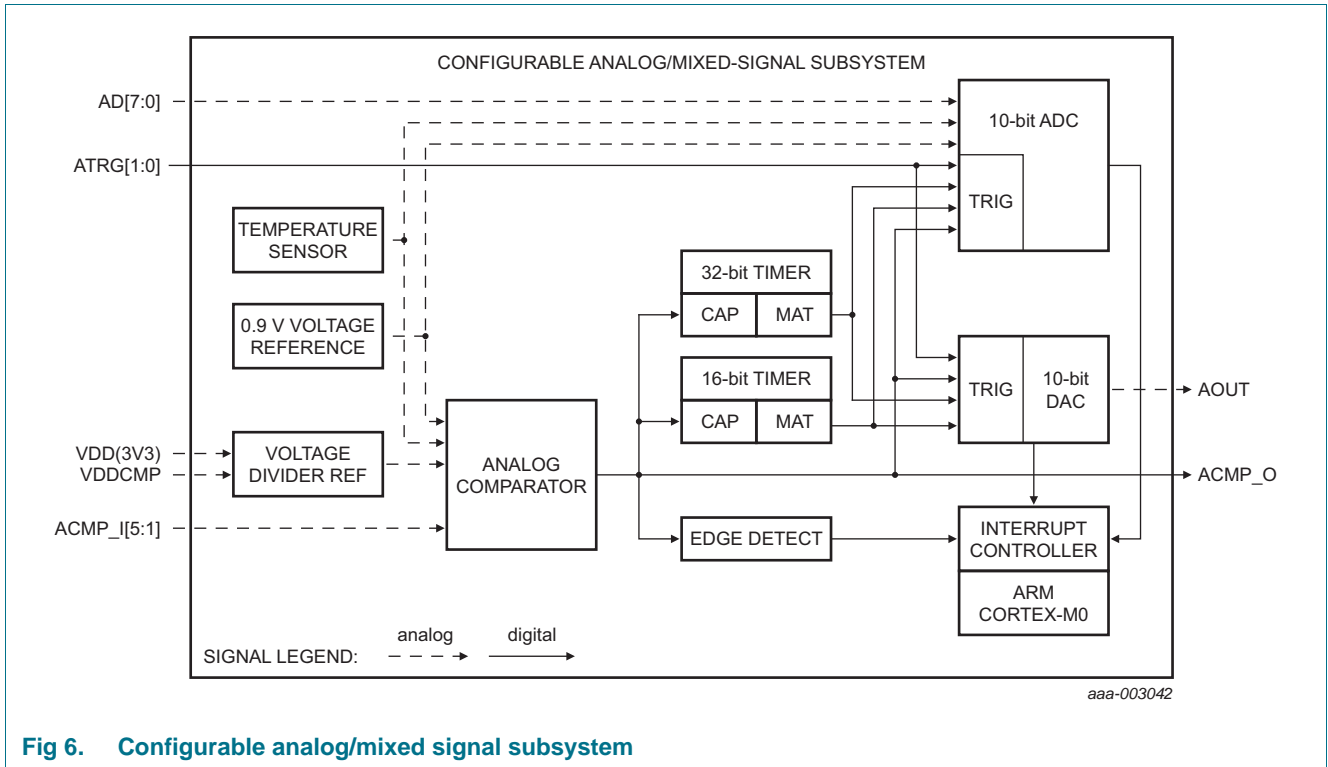 CONFIGURABLE ANALOG/MIXED-SIGNAL SUBSYSTEM
AD[7:0]
10-bit ADC
ATRG[1:0]
TRIG
TEMPERATURE
SENSOR
32-bit TIMER
CAP
MAT
0.9 V VOLTAGE
REFERENCE
16-bit TIMER
CAP
MAT
TRIG
10-bit
DAC
AOUT
VDD(3V3)
VDDCMP
VOLTAGE
DIVIDER REF
ANALOG
COMPARATOR
ACMP_O
ACMP_I[5:1]
EDGE DETECT
INTERRUPT
CONTROLLER
ARM
CORTEX-M0
SIGNAL LEGEND:
analog
digital
aaa-003042
Fig 6. Configurable analog/mixed signal subsystem